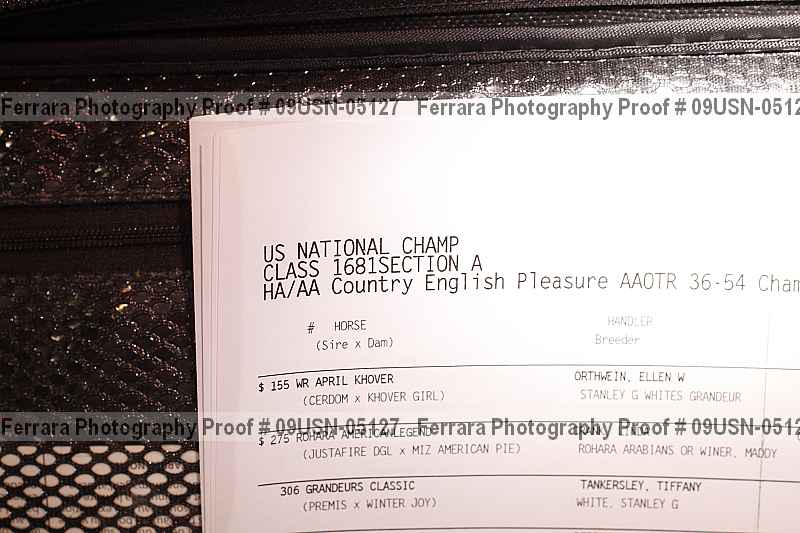 Ferrara Photography Proof # 09USN-05127 Ferrara Photography Proof # 09USN-0512
US NATIONAL CHAMP
CLASS 1681SECTION A
HA/AA Country English Pleasure AAOTR 36-54 Cham
# HORSE HANDLER
(Sire x Dam) Breeder
$ 155 WR APRIL KHOVER ORTHWEIN, ELLEN W
(CERDOM x KHOVER GIRL) STANLEY G WHITES GRANDEUR
Ferrara Photography Proof # 09USN-05127 Ferrara Photography Proof # 09USN-0512
$ 275 ROHARA AMERICANLEGEND
(JUSTAFIRE DGL x MIZ AMERICAN PIE) ROHARA ARABIANS OR WINER, MADDY
306 GRANDEURS CLASSIC TANKERSLEY, TIFFANY
(PREMIS x WINTER JOY) WHITE, STANLEY G